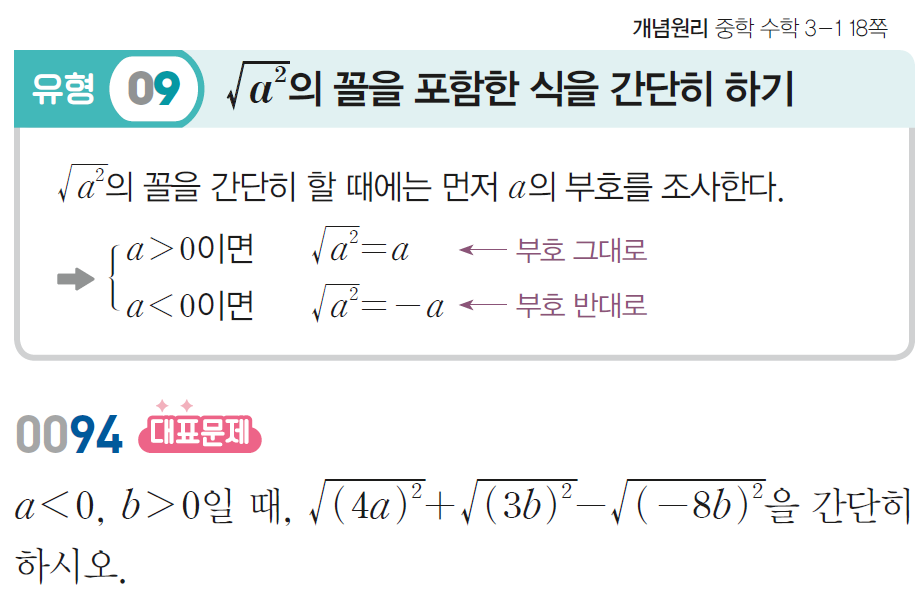 개념원리 중학 수학 3-1 18쪽
유형 09 √a²의 꼴을 포함한 식을 간단히 하기
√a²의 꼴을 간단히 할 때에는 먼저 a의 부호를 조사한다.
➡ { a>0이면 √a²=a ← 부호 그대로
a<0이면 √a²=-a ← 부호 반대로
0094 대표문제
a<0, b>0일 때, √(4a)²+√(3b)²-√(-8b)²을 간단히
하시오.